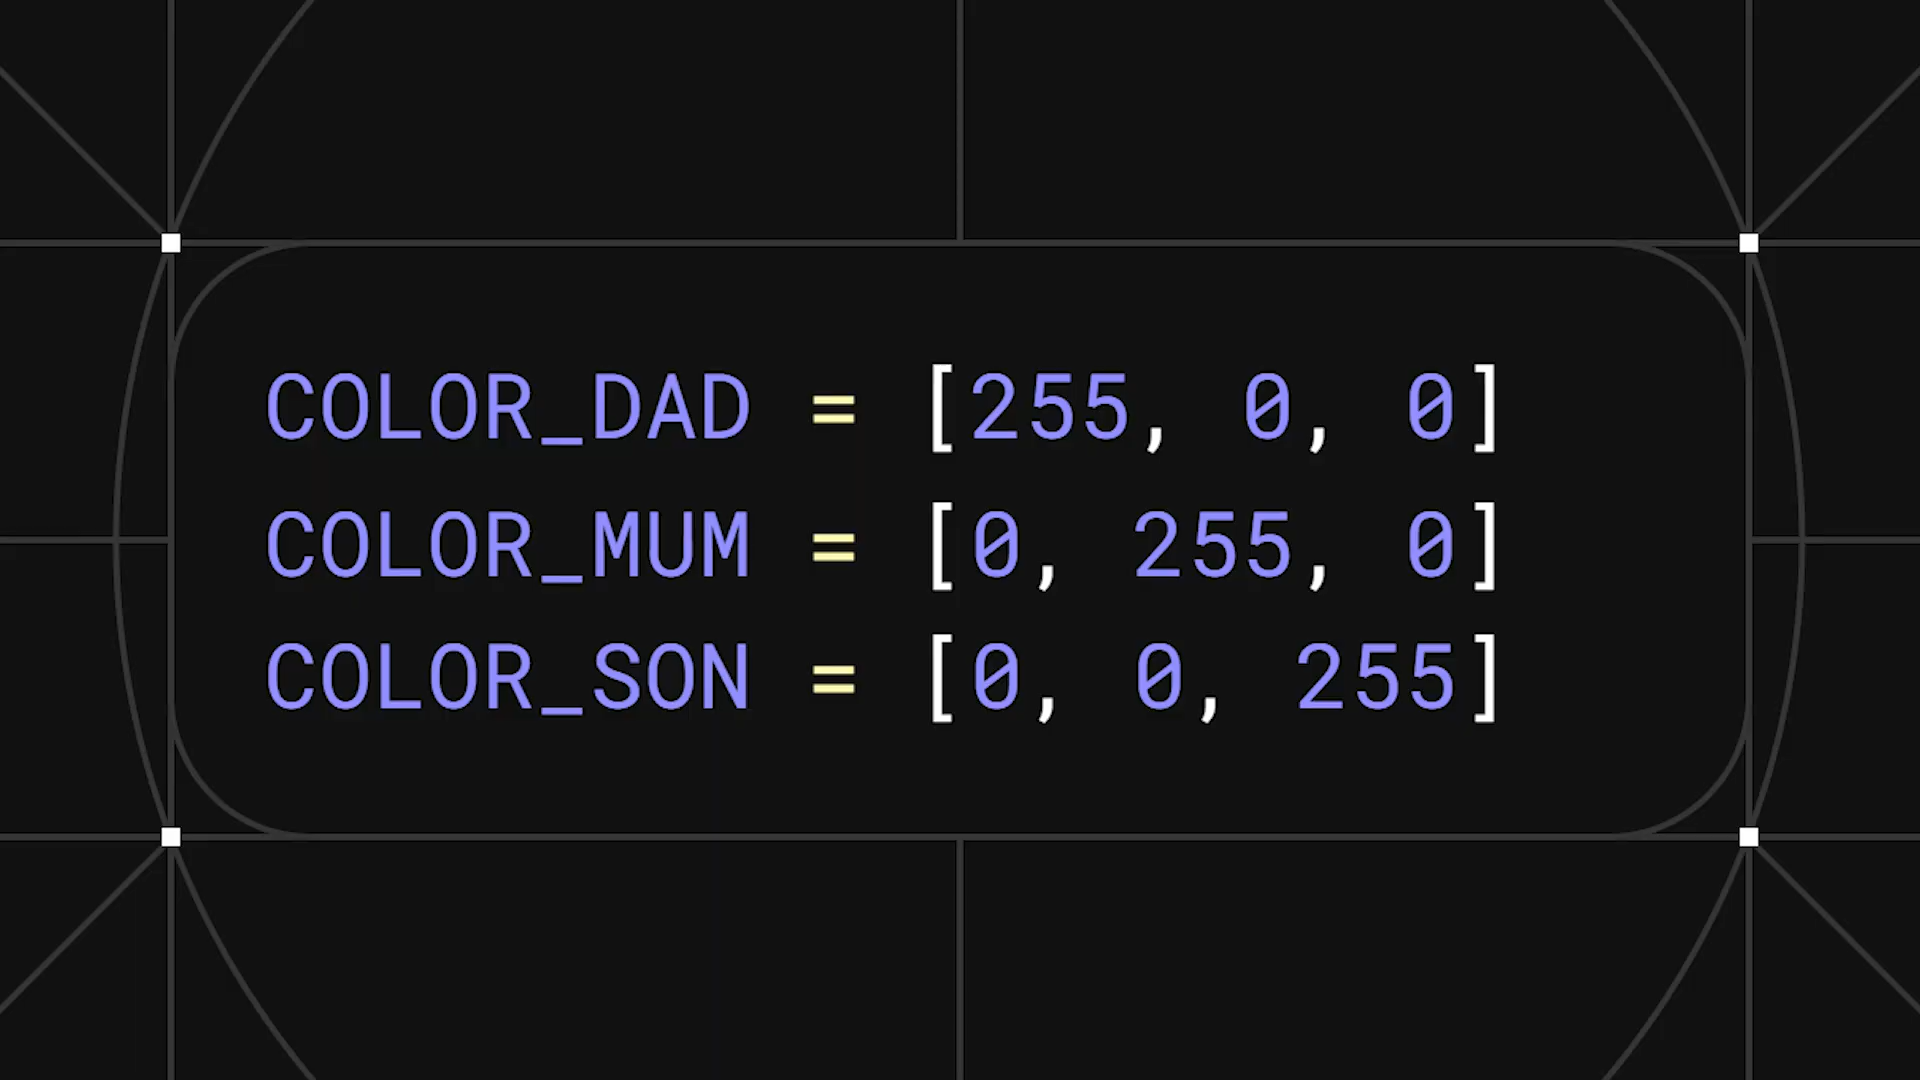 COLOR_DAD = [255, 0, 0]
COLOR_MUM = [0, 255, 0]
COLOR_SON = [0, 0, 255]